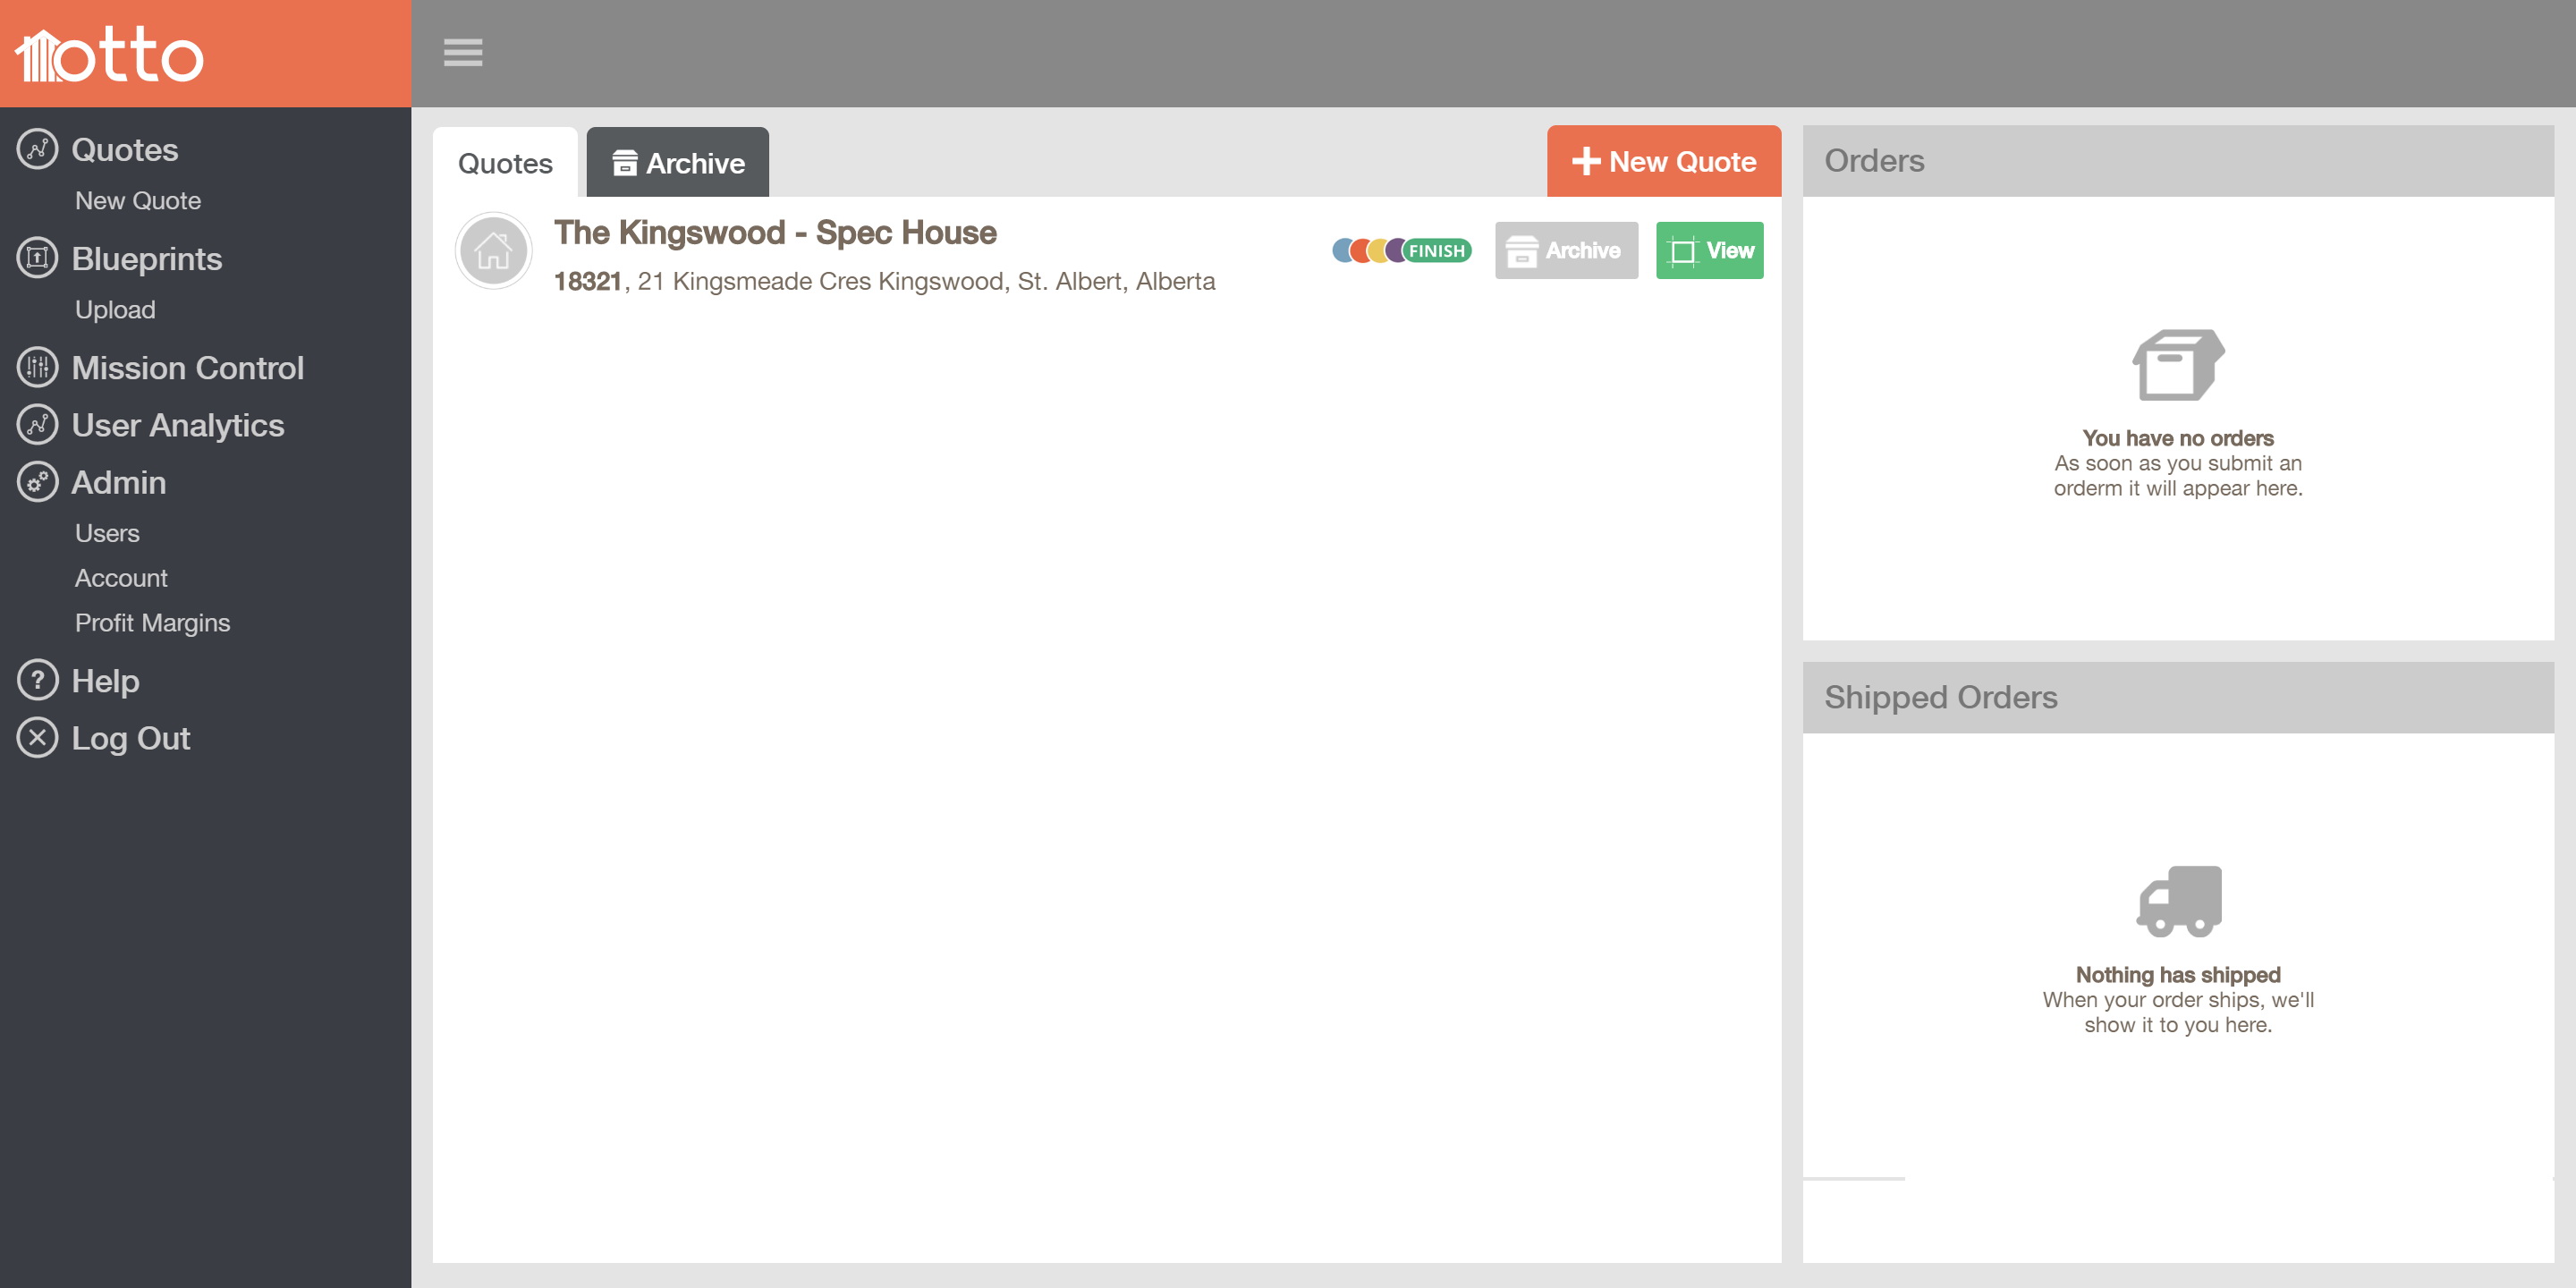 otto
Quotes
New Quote
Blueprints
Upload
Mission Control
User Analytics
Admin
Users
Account
Profit Margins
Help
Log Out
Quotes
Archive
New Quote
The Kingswood - Spec House
18321, 21 Kingsmeade Cres Kingswood, St. Albert, Alberta
FINISH
Archive
View
Orders
You have no orders
As soon as you submit an
orderm it will appear here.
Shipped Orders
Nothing has shipped
When your order ships, we'll
show it to you here.